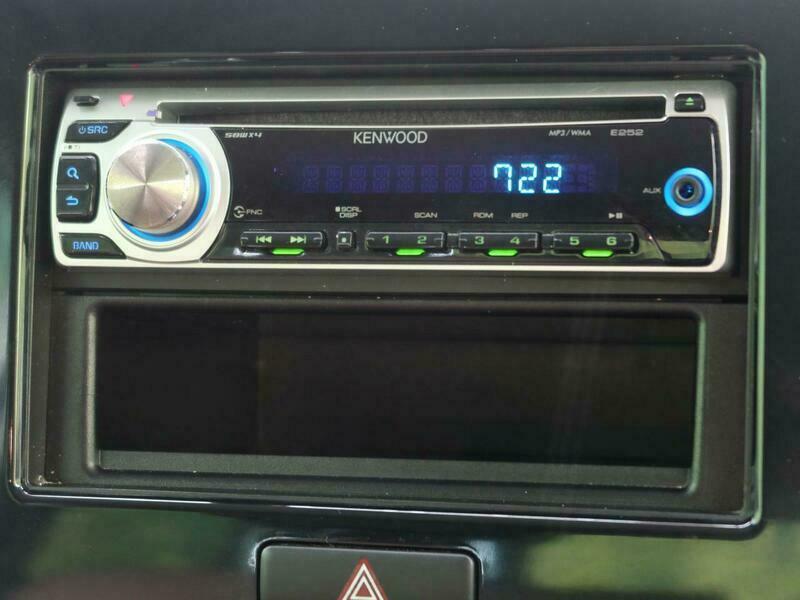 SRC
50W×4
KENWOOD
MP3/WMA
E252
722
AUX
FNC
SCRL
DISP
SCAN
RDM
REP
BAND
1 2
3 4
5 6